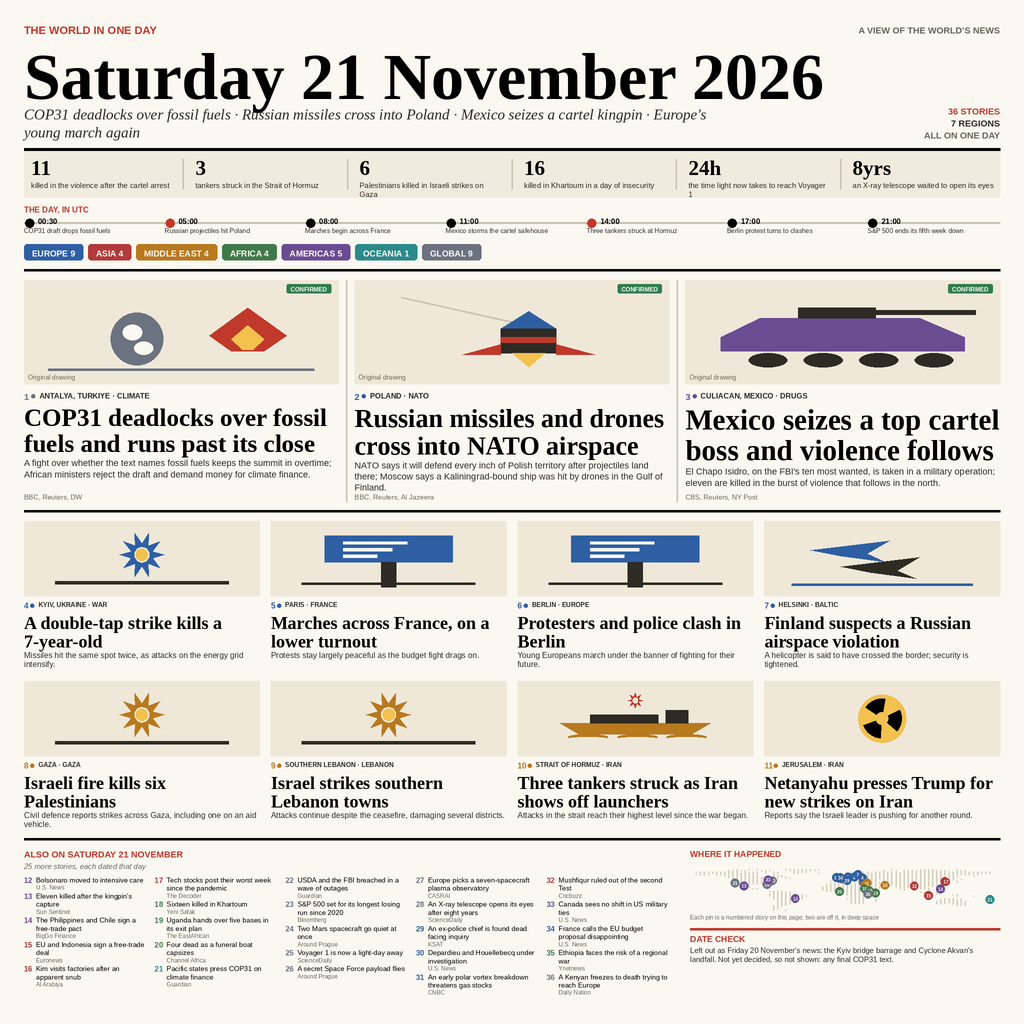 THE WORLD IN ONE DAY
A VIEW OF THE WORLD'S NEWS
Saturday 21 November 2026
COP31 deadlocks over fossil fuels · Russian missiles cross into Poland · Mexico seizes a cartel kingpin · Europe's
young march again
36 STORIES
7 REGIONS
ALL ON ONE DAY
11
killed in the violence after the cartel arrest
3
tankers struck in the Strait of Hormuz
6
Palestinians killed in Israeli strikes on
Gaza
16
killed in Khartoum in a day of insecurity
24h
the time light now takes to reach Voyager
1
8yrs
an X-ray telescope waited to open its eyes
THE DAY, IN UTC
00:30
COP31 draft drops fossil fuels
05:00
Russian projectiles hit Poland
08:00
Marches begin across France
11:00
Mexico storms the cartel safehouse
14:00
Three tankers struck at Hormuz
17:00
Berlin protest turns to clashes
21:00
S&P 500 ends its fifth week down
EUROPE 9
ASIA 4
MIDDLE EAST 4
AFRICA 4
AMERICAS 5
OCEANIA 1
GLOBAL 9
CONFIRMED
Original drawing
1 ANTALYA, TURKIYE · CLIMATE
COP31 deadlocks over fossil
fuels and runs past its close
A fight over whether the text names fossil fuels keeps the summit in overtime;
African ministers reject the draft and demand money for climate finance.
BBC, Reuters, DW
CONFIRMED
Original drawing
2 POLAND · NATO
Russian missiles and drones
cross into NATO airspace
NATO says it will defend every inch of Polish territory after projectiles land
there; Moscow says a Kaliningrad-bound ship was hit by drones in the Gulf of
Finland.
BBC, Reuters, Al Jazeera
CONFIRMED
Original drawing
3 CULIACAN, MEXICO · DRUGS
Mexico seizes a top cartel
boss and violence follows
El Chapo Isidro, on the FBI's ten most wanted, is taken in a military operation;
eleven are killed in the burst of violence that follows in the north.
CBS, Reuters, NY Post
4 KYIV, UKRAINE · WAR
A double-tap strike kills a
7-year-old
Missiles hit the same spot twice, as attacks on the energy grid
intensify.
5 PARIS · FRANCE
Marches across France, on a
lower turnout
Protests stay largely peaceful as the budget fight drags on.
6 BERLIN · EUROPE
Protesters and police clash in
Berlin
Young Europeans march under the banner of fighting for their
future.
7 HELSINKI · BALTIC
Finland suspects a Russian
airspace violation
A helicopter is said to have crossed the border; security is
tightened.
8 GAZA · GAZA
Israeli fire kills six
Palestinians
Civil defence reports strikes across Gaza, including one on an aid
vehicle.
9 SOUTHERN LEBANON · LEBANON
Israel strikes southern
Lebanon towns
Attacks continue despite the ceasefire, damaging several districts.
10 STRAIT OF HORMUZ · IRAN
Three tankers struck as Iran
shows off launchers
Attacks in the strait reach their highest level since the war began.
11 JERUSALEM · IRAN
Netanyahu presses Trump for
new strikes on Iran
Reports say the Israeli leader is pushing for another round.
ALSO ON SATURDAY 21 NOVEMBER
25 more stories, each dated that day
12 Bolsonaro moved to intensive care
U.S. News
13 Eleven killed after the kingpin's
capture
Sun Sentinel
14 The Philippines and Chile sign a
free-trade pact
BigGo Finance
15 EU and Indonesia sign a free-trade
deal
Euronews
16 Kim visits factories after an
apparent snub
Al Arabiya
17 Tech stocks post their worst week
since the pandemic
The Decoder
18 Sixteen killed in Khartoum
Yeni Safak
19 Uganda hands over five bases in
its exit plan
The EastAfrican
20 Four dead as a funeral boat
capsizes
Channel Africa
21 Pacific states press COP31 on
climate finance
Guardian
22 USDA and the FBI breached in a
wave of outages
Guardian
23 S&P 500 set for its longest losing
run since 2020
Bloomberg
24 Two Mars spacecraft go quiet at
once
Around Prague
25 Voyager 1 is now a light-day away
ScienceDaily
26 A secret Space Force payload flies
Around Prague
27 Europe picks a seven-spacecraft
plasma observatory
CASRAI
28 An X-ray telescope opens its eyes
after eight years
ScienceDaily
29 An ex-police chief is found dead
facing inquiry
KSAT
30 Depardieu and Houellebecq under
investigation
U.S. News
31 An early polar vortex breakdown
threatens gas stocks
CNBC
32 Mushfiqur ruled out of the second
Test
Cricbuzz
33 Canada sees no shift in US military
ties
U.S. News
34 France calls the EU budget
proposal disappointing
U.S. News
35 Ethiopia faces the risk of a regional
war
Ynetnews
36 A Kenyan freezes to death trying to
reach Europe
Daily Nation
WHERE IT HAPPENED
Each pin is a numbered story on this page; two are off it, in deep space
DATE CHECK
Left out as Friday 20 November's news: the Kyiv bridge barrage and Cyclone Akvan's
landfall. Not yet decided, so not shown: any final COP31 text.